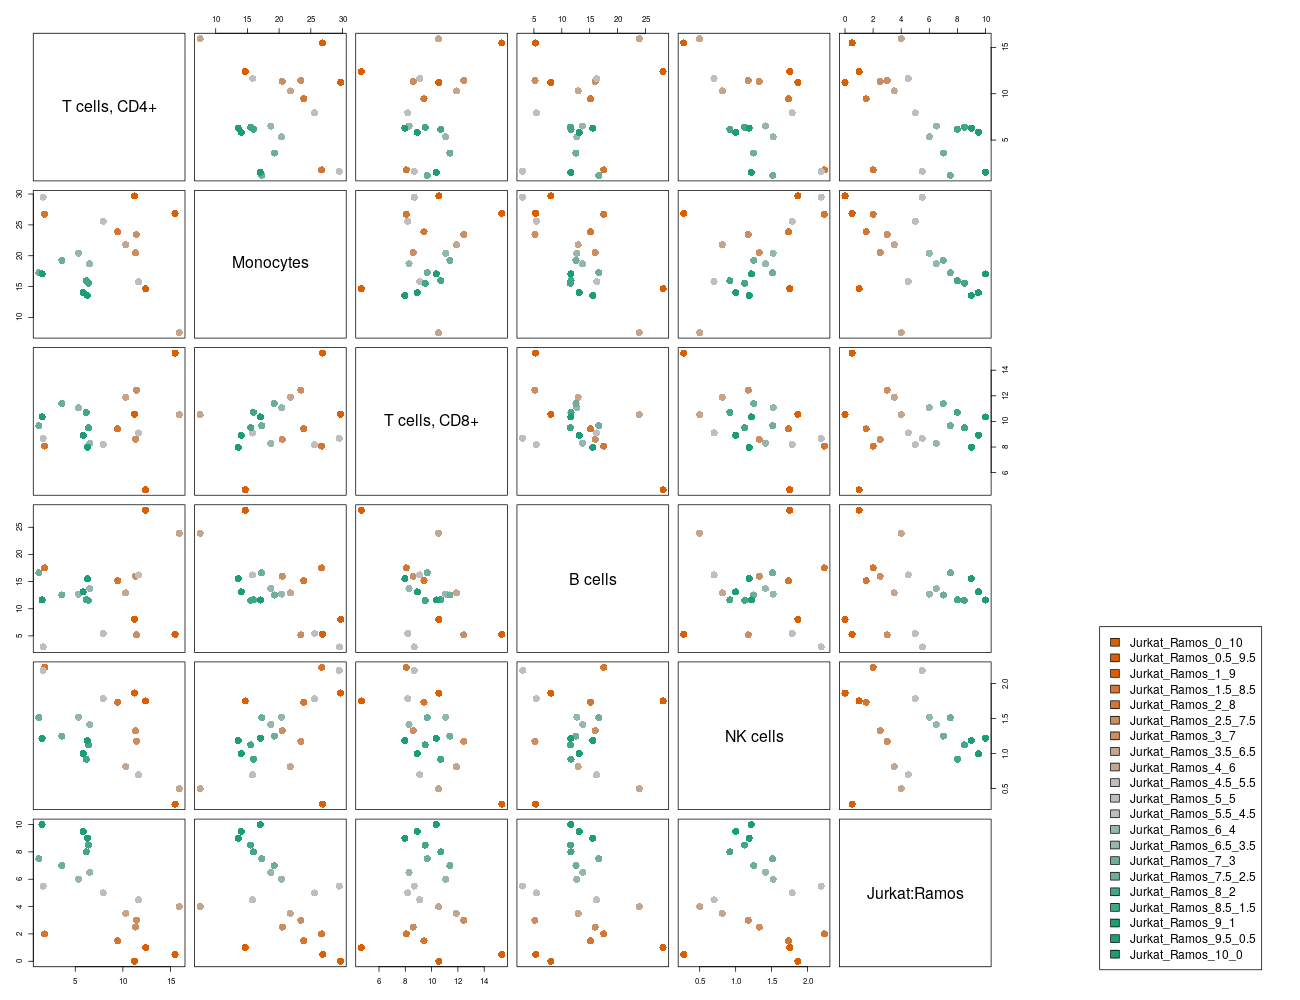 10 15 20 25 30
5 10 15 20 25
0 2 4 6 8 10
T cells, CD4+
5 10 15
10 15 20 25 30
Monocytes
T cells, CD8+
6 8 10 12 14
5 10 15 20 25
B cells
NK cells
0.5 1.0 1.5 2.0
0 2 4 6 8 10
Jurkat:Ramos
5 10 15
6 8 10 12 14
0.5 1.0 1.5 2.0
Jurkat_Ramos_0_10
Jurkat_Ramos_0.5_9.5
Jurkat_Ramos_1_9
Jurkat_Ramos_1.5_8.5
Jurkat_Ramos_2_8
Jurkat_Ramos_2.5_7.5
Jurkat_Ramos_3_7
Jurkat_Ramos_3.5_6.5
Jurkat_Ramos_4_6
Jurkat_Ramos_4.5_5.5
Jurkat_Ramos_5_5
Jurkat_Ramos_5.5_4.5
Jurkat_Ramos_6_4
Jurkat_Ramos_6.5_3.5
Jurkat_Ramos_7_3
Jurkat_Ramos_7.5_2.5
Jurkat_Ramos_8_2
Jurkat_Ramos_8.5_1.5
Jurkat_Ramos_9_1
Jurkat_Ramos_9.5_0.5
Jurkat_Ramos_10_0